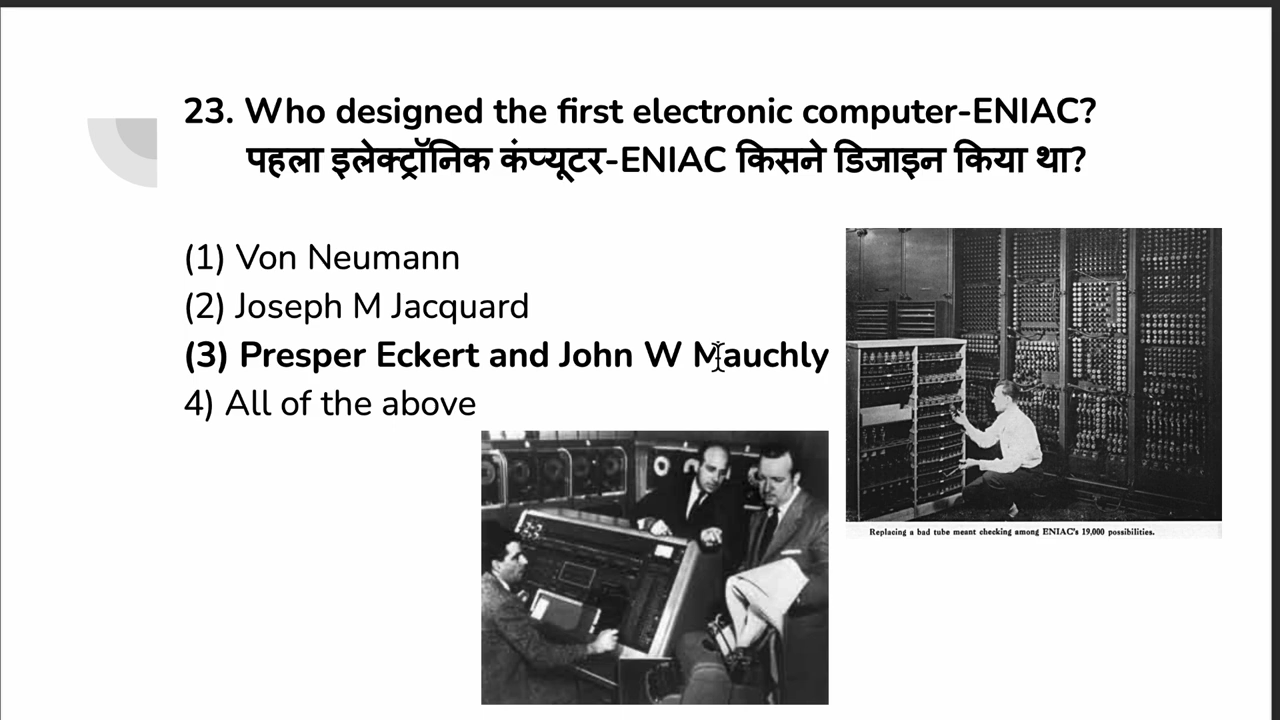 23. Who designed the first electronic computer-ENIAC?
पहला इलेक्ट्रॉनिक कंप्यूटर-ENIAC किसने डिजाइन किया था?
(1) Von Neumann
(2) Joseph M Jacquard
(3) Presper Eckert and John W Mauchly
4) All of the above
Replacing a bad tube meant checking among ENIAC's 19,000 possibilities.